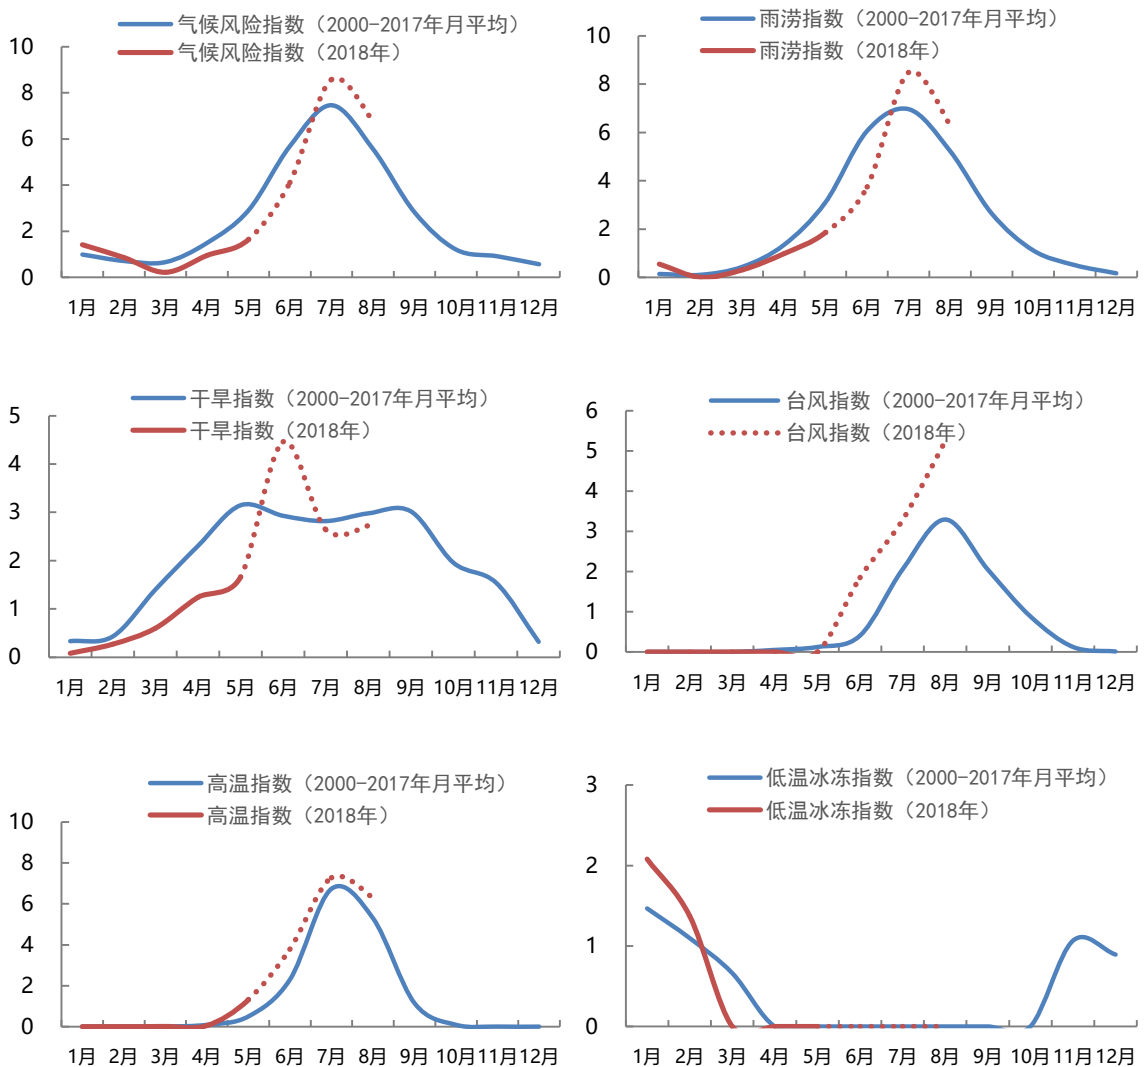 气候风险指数（2000-2017年月平均）
气候风险指数（2018年）
10
8
6
4
2
0
1月 2月 3月 4月 5月 6月 7月 8月 9月 10月 11月 12月
雨涝指数（2000-2017年月平均）
雨涝指数（2018年）
10
8
6
4
2
0
1月 2月 3月 4月 5月 6月 7月 8月 9月 10月 11月 12月
干旱指数（2000-2017年月平均）
干旱指数（2018年）
5
4
3
2
1
0
1月 2月 3月 4月 5月 6月 7月 8月 9月 10月 11月 12月
台风指数（2000-2017年月平均）
台风指数（2018年）
6
5
4
3
2
1
0
1月 2月 3月 4月 5月 6月 7月 8月 9月 10月 11月 12月
高温指数（2000-2017年月平均）
高温指数（2018年）
10
8
6
4
2
0
1月 2月 3月 4月 5月 6月 7月 8月 9月 10月 11月 12月
低温冰冻指数（2000-2017年月平均）
低温冰冻指数（2018年）
3
2
1
0
1月 2月 3月 4月 5月 6月 7月 8月 9月 10月 11月 12月